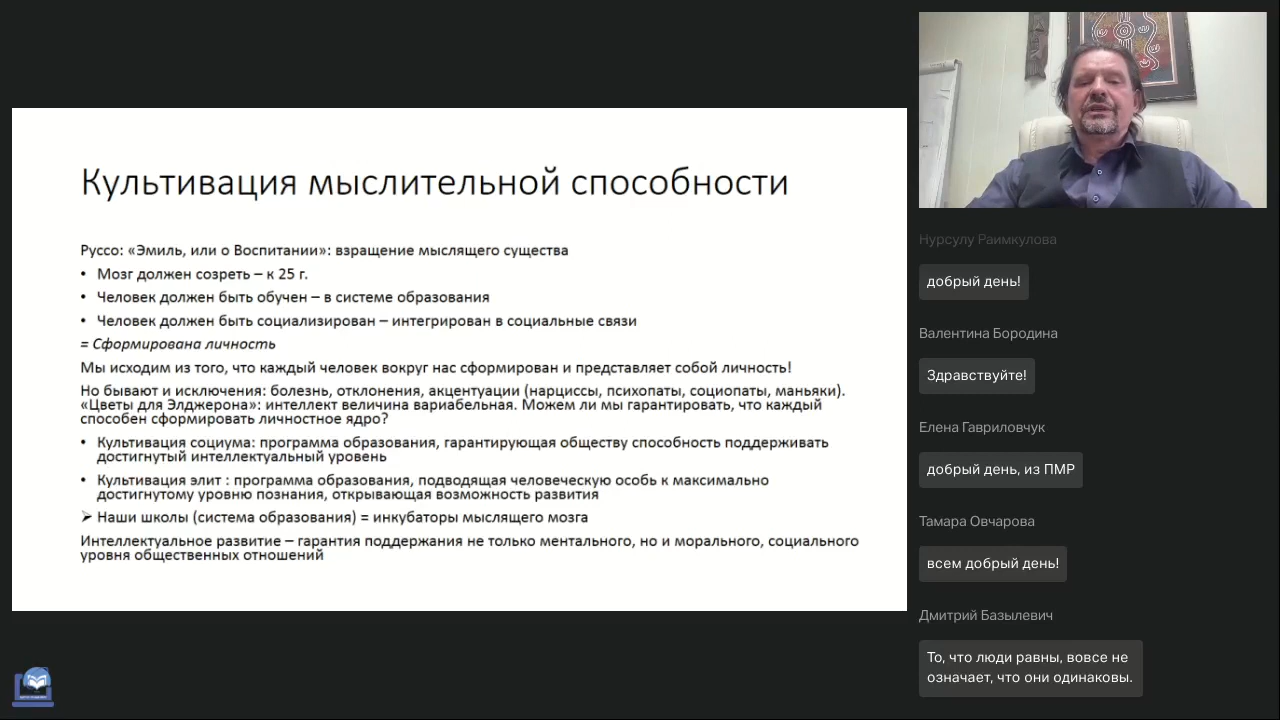 Культивация мыслительной способности
Руссо: «Эмиль, или о Воспитании»: взращение мыслящего существа
• Мозг должен созреть – к 25 г.
• Человек должен быть обучен – в системе образования
• Человек должен быть социализирован – интегрирован в социальные связи
= Сформирована личность
Мы исходим из того, что каждый человек вокруг нас сформирован и представляет собой личность!
Но бывают и исключения: болезнь, отклонения, акцентуации (нарциссы, психопаты, социопаты, маньяки).
«Цветы для Элджерона»: интеллект величина вариабельная. Можем ли мы гарантировать, что каждый
способен сформировать личностное ядро?
• Культивация социума: программа образования, гарантирующая обществу способность поддерживать
достигнутый интеллектуальный уровень
• Культивация элит : программа образования, подводящая человеческую особь к максимально
достигнутому уровню познания, открывающая возможность развития
➢ Наши школы (система образования) = инкубаторы мыслящего мозга
Интеллектуальное развитие – гарантия поддержания не только ментального, но и морального, социального
уровня общественных отношений
Нурсулу Раимкулова
добрый день!
Валентина Бородина
Здравствуйте!
Елена Гавриловчук
добрый день, из ПМР
Тамара Овчарова
всем добрый день!
Дмитрий Базылевич
То, что люди равны, вовсе не
означает, что они одинаковы.